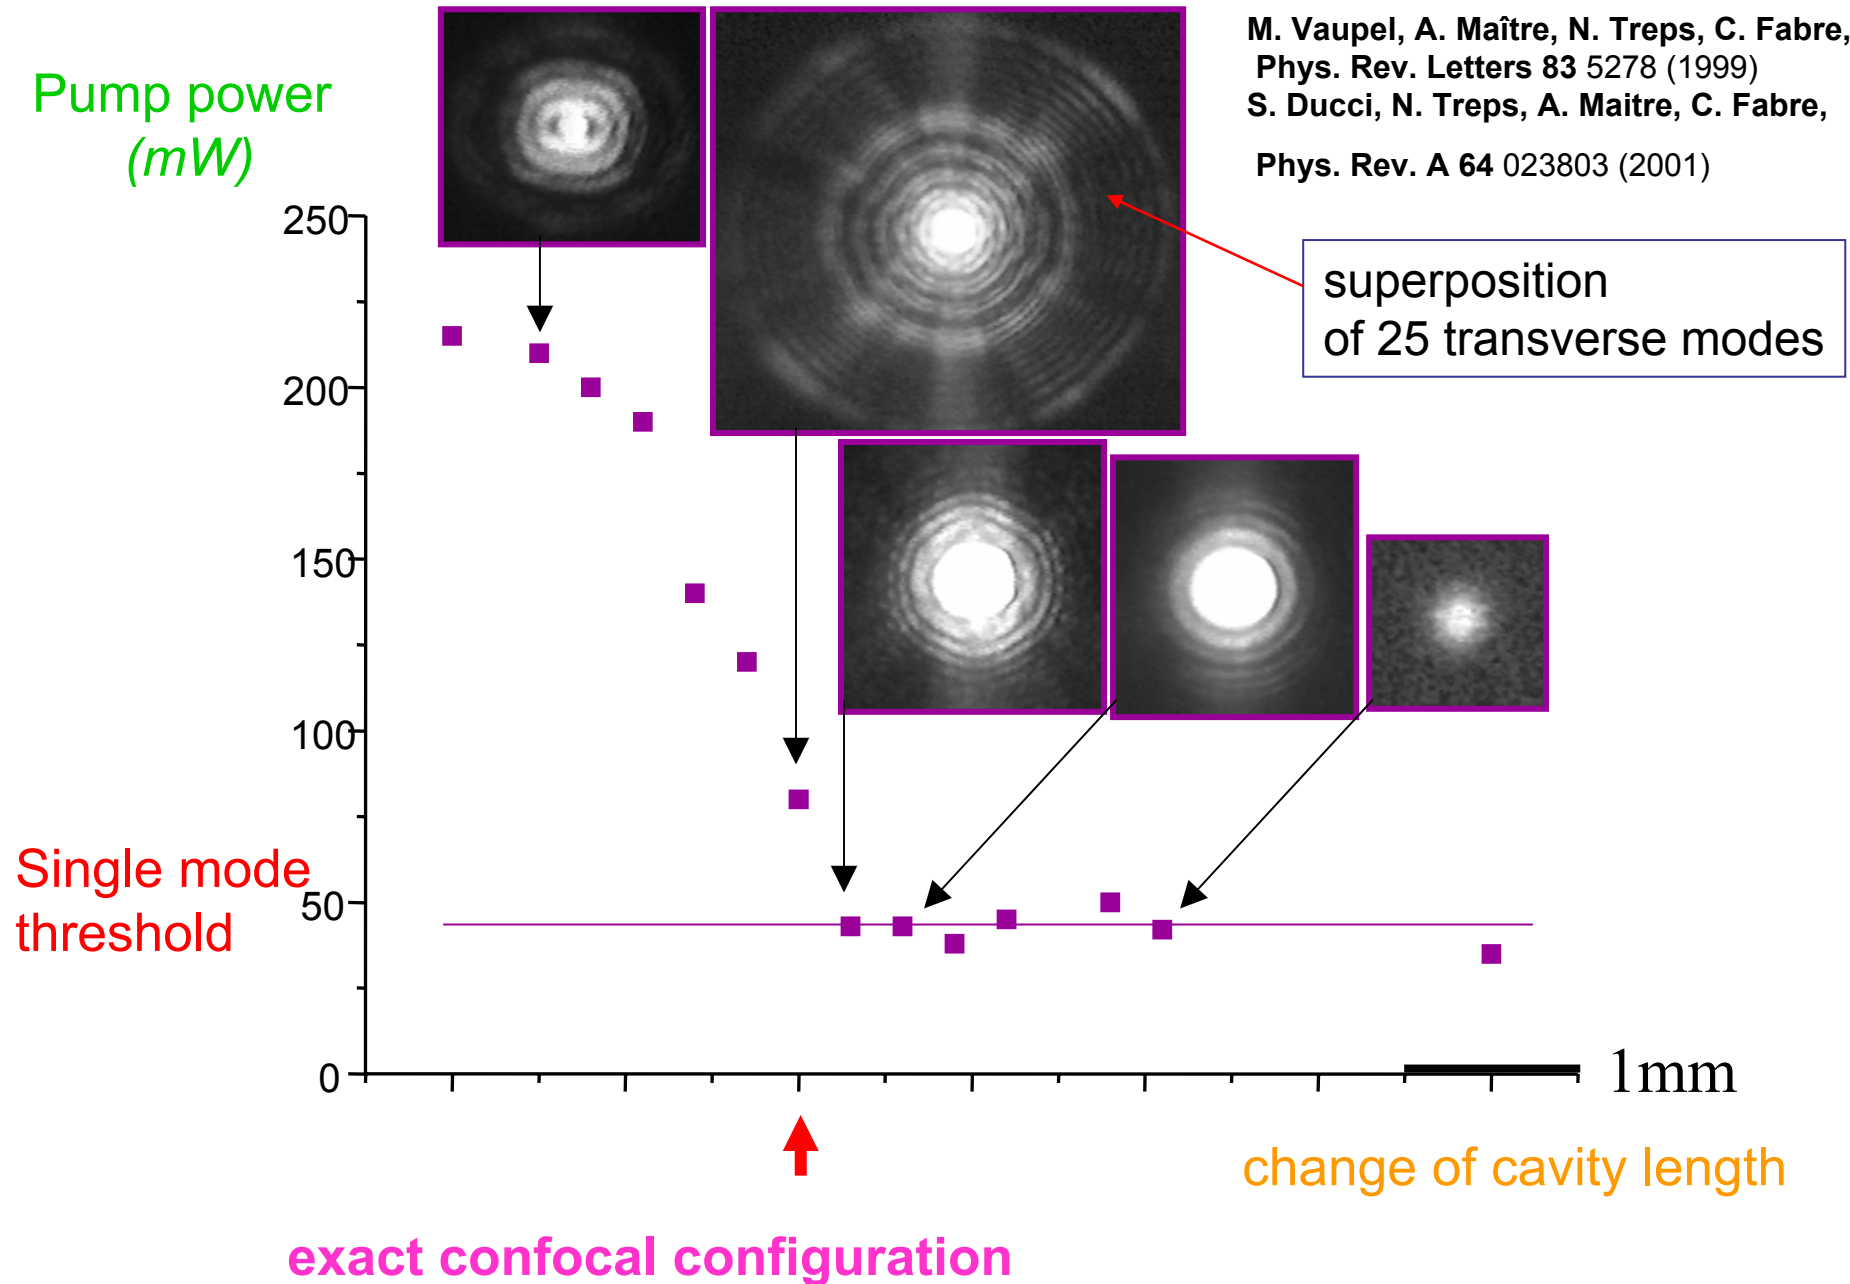 M. Vaupel, A. Maître, N. Treps, C. Fabre,
Phys. Rev. Letters 83 5278 (1999)
S. Ducci, N. Treps, A. Maitre, C. Fabre,
Phys. Rev. A 64 023803 (2001)
Pump power
(mW)
superposition
of 25 transverse modes
250
200
150
100
50
0
Single mode
threshold
1mm
change of cavity length
exact confocal configuration